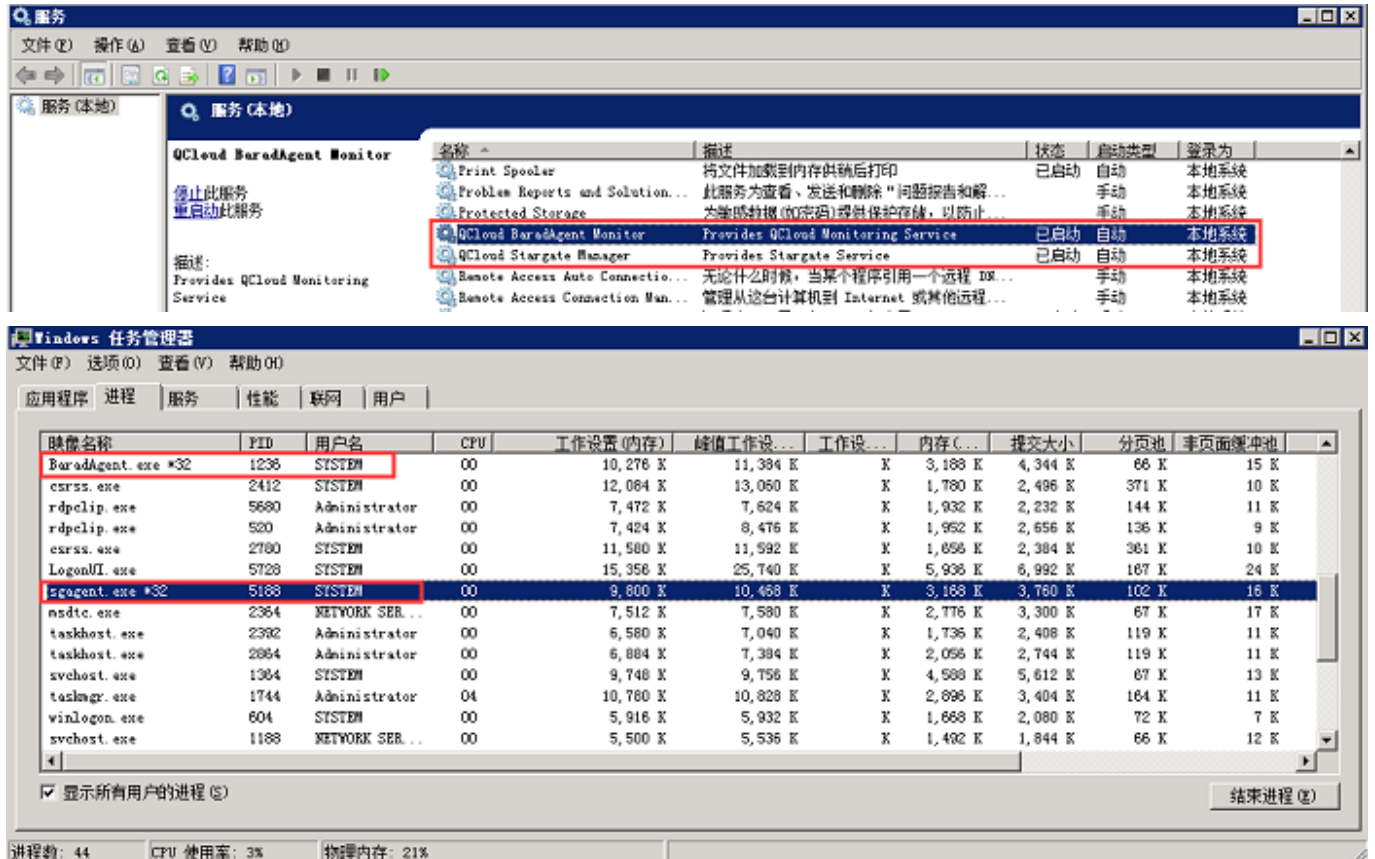 服务
文件(F) 操作(A) 查看(V) 帮助(H)
服务(本地)
服务(本地)
QCloud BaradAgent Monitor
停止此服务
重启动此服务
描述:
Provides QCloud Monitoring
Service
名称 描述 状态 启动类型 登录为
Print Spooler 将文件加载到内存供稍后打印 已启动 自动 本地系统
Problem Reports and Solution... 此服务为查看、发送和删除“问题报告和解... 手动 本地系统
Protected Storage 为敏感数据(如密码)提供保护存储，以防止... 手动 本地系统
QCloud BaradAgent Monitor Provides QCloud Monitoring Service 已启动 自动 本地系统
QCloud Stargate Manager Provides Stargate Service 已启动 自动 本地系统
Remote Access Auto Connectio... 无论什么时候，当某个程序引用一个远程 DN... 手动 本地系统
Remote Access Connection Man... 管理从这台计算机到 Internet 或其他远程... 手动 本地系统
Windows 任务管理器
文件(F) 选项(O) 查看(V) 帮助(H)
应用程序 进程 服务 性能 联网 用户
映像名称 PID 用户名 CPU 工作设置(内存) 峰值工作设... 工作设... 内存(... 提交大小 分页池 非页面缓冲池
BaradAgent.exe *32 1236 SYSTEM 00 10,276 K 11,384 K K 3,188 K 4,344 K 66 K 15 K
csrss.exe 2412 SYSTEM 00 12,084 K 13,060 K K 1,780 K 2,496 K 371 K 10 K
rdpclip.exe 5680 Administrator 00 7,472 K 7,624 K K 1,932 K 2,232 K 144 K 11 K
rdpclip.exe 520 Administrator 00 7,424 K 8,476 K K 1,952 K 2,656 K 136 K 9 K
csrss.exe 2780 SYSTEM 00 11,580 K 11,592 K K 1,656 K 2,384 K 361 K 10 K
LogonUI.exe 5728 SYSTEM 00 15,356 K 25,740 K K 5,936 K 6,992 K 167 K 24 K
sgagent.exe *32 5188 SYSTEM 00 9,800 K 10,468 K K 3,168 K 3,760 K 102 K 16 K
msdtc.exe 2364 NETWORK SER... 00 7,512 K 7,580 K K 2,776 K 3,300 K 67 K 17 K
taskhost.exe 2392 Administrator 00 6,580 K 7,040 K K 1,736 K 2,408 K 119 K 11 K
taskhost.exe 2864 Administrator 00 6,884 K 7,384 K K 2,056 K 2,744 K 119 K 11 K
svchost.exe 1364 SYSTEM 00 9,748 K 9,756 K K 4,588 K 5,612 K 67 K 13 K
taskmgr.exe 1744 Administrator 04 10,780 K 10,828 K K 2,896 K 3,404 K 164 K 11 K
winlogon.exe 604 SYSTEM 00 5,916 K 5,932 K K 1,668 K 2,080 K 72 K 7 K
svchost.exe 1188 NETWORK SER... 00 5,500 K 5,536 K K 1,492 K 1,844 K 66 K 12 K
显示所有用户的进程(S)
结束进程(E)
进程数: 44 CPU 使用率: 3% 物理内存: 21%